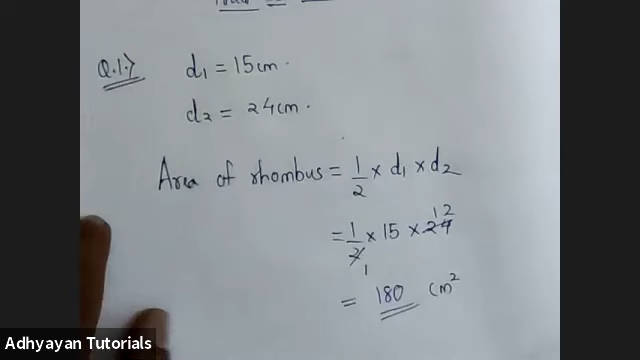 Q.1.>
d1 = 15cm.
d2 = 24cm.
Area of rhombus = 1/2 × d1 × d2
= 1/2 × 15 × 24 12
1
= 180 cm²
Adhyayan Tutorials